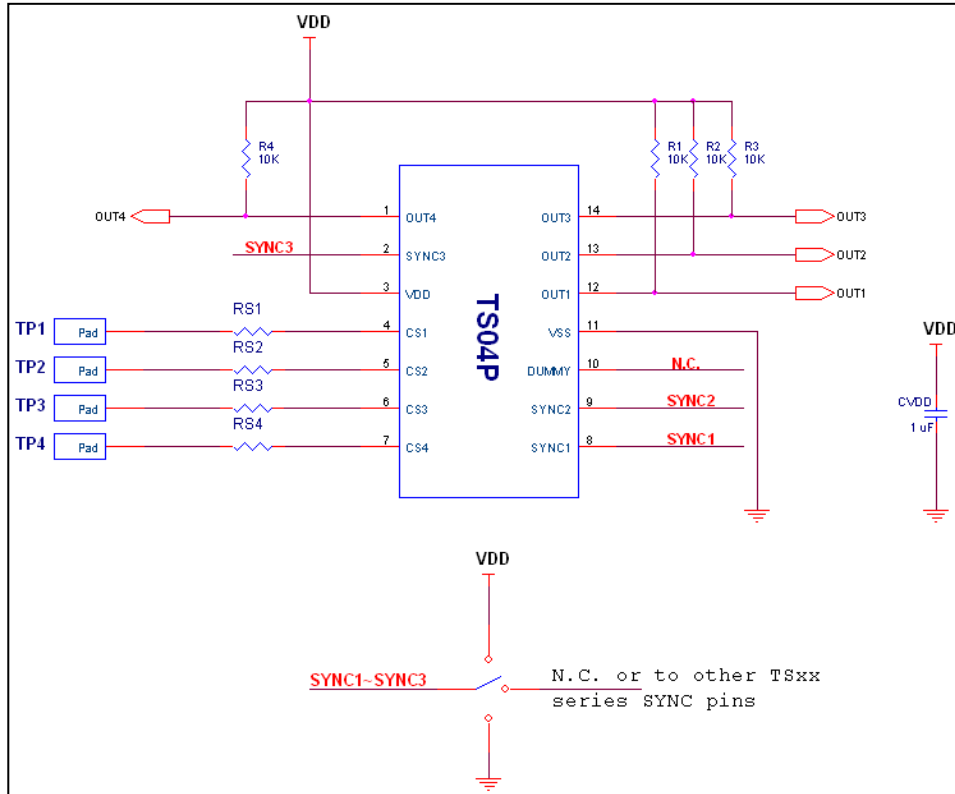 VDD
R4
10K
R1
10K
R2
10K
R3
10K
OUT4
1
OUT4
OUT3
14
OUT3
SYNC3
2
SYNC3
OUT2
13
OUT2
3
VDD
OUT1
12
OUT1
TS04P
TP1
Pad
RS1
4
CS1
VSS
11
TP2
Pad
RS2
5
CS2
DUMMY
10
N.C.
TP3
Pad
RS3
6
CS3
SYNC2
9
SYNC2
TP4
Pad
RS4
7
CS4
SYNC1
8
SYNC1
VDD
CVDD
1 uF
VDD
SYNC1~SYNC3
N.C. or to other TSxx
series SYNC pins